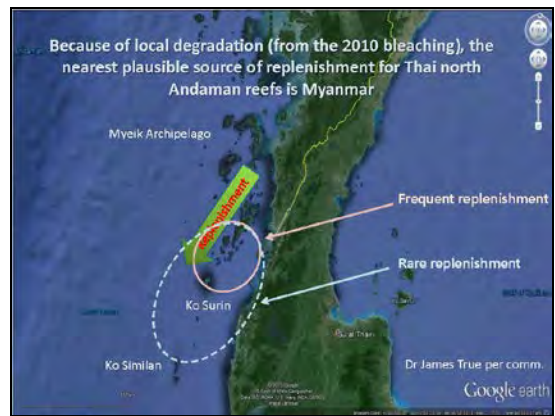 Because of local degradation (from the 2010 bleaching), the
nearest plausible source of replenishment for Thai north
Andaman reefs is Myanmar
Myeik Archipelago
Replenishment
Frequent replenishment
Rare replenishment
Ko Surin
Ko Similan
Dr James True per comm.
Google earth